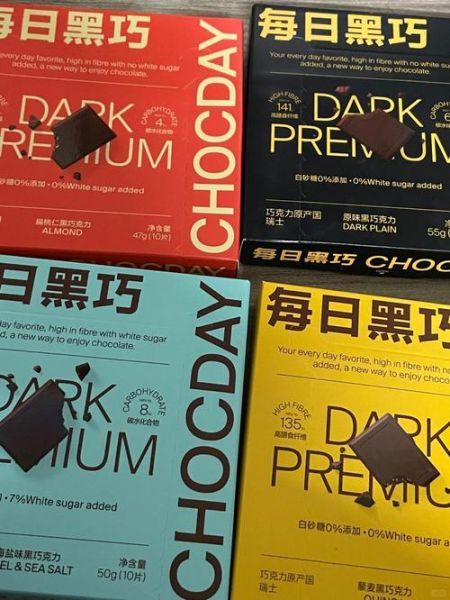 每日黑巧
Your every day favorite, high in fibre with no white sugar
added, a new way to enjoy chocolate.
CARBOHYDRATE
4
碳水化合物
DARK
PREMIUM
白砂糖0%添加・0%White sugar added
扁桃仁黑巧克力
ALMOND
净含量
47g (10片)
CHOCDAY
每日黑巧
Your every day favorite, high in fibre with no
added, a new way to enjoy chocolate.
HIGH FIBRE
141
高膳食纤维
DARK
PREMIUM
白砂糖0%添加・0%White sugar added
巧克力原产国
瑞士
原味黑巧克力
DARK PLAIN
净含量
55g
每日黑巧 CHOC
日黑巧
day favorite, high in fibre with white sugar
d, a new way to enjoy chocolate.
CARBOHYDRATE
8
碳水化合物
DARK
PREMIUM
7%White sugar added
海盐味黑巧克力
EL & SEA SALT
净含量
50g (10片)
CHOCDAY
每日黑巧
Your every day favorite, high in fibre with no
added, a new way to enjoy chocolate.
HIGH FIBRE
135
高膳食纤维
DARK
PREMIUM
白砂糖0%添加・0%White sugar
巧克力原产国
瑞士
藜麦黑巧克力